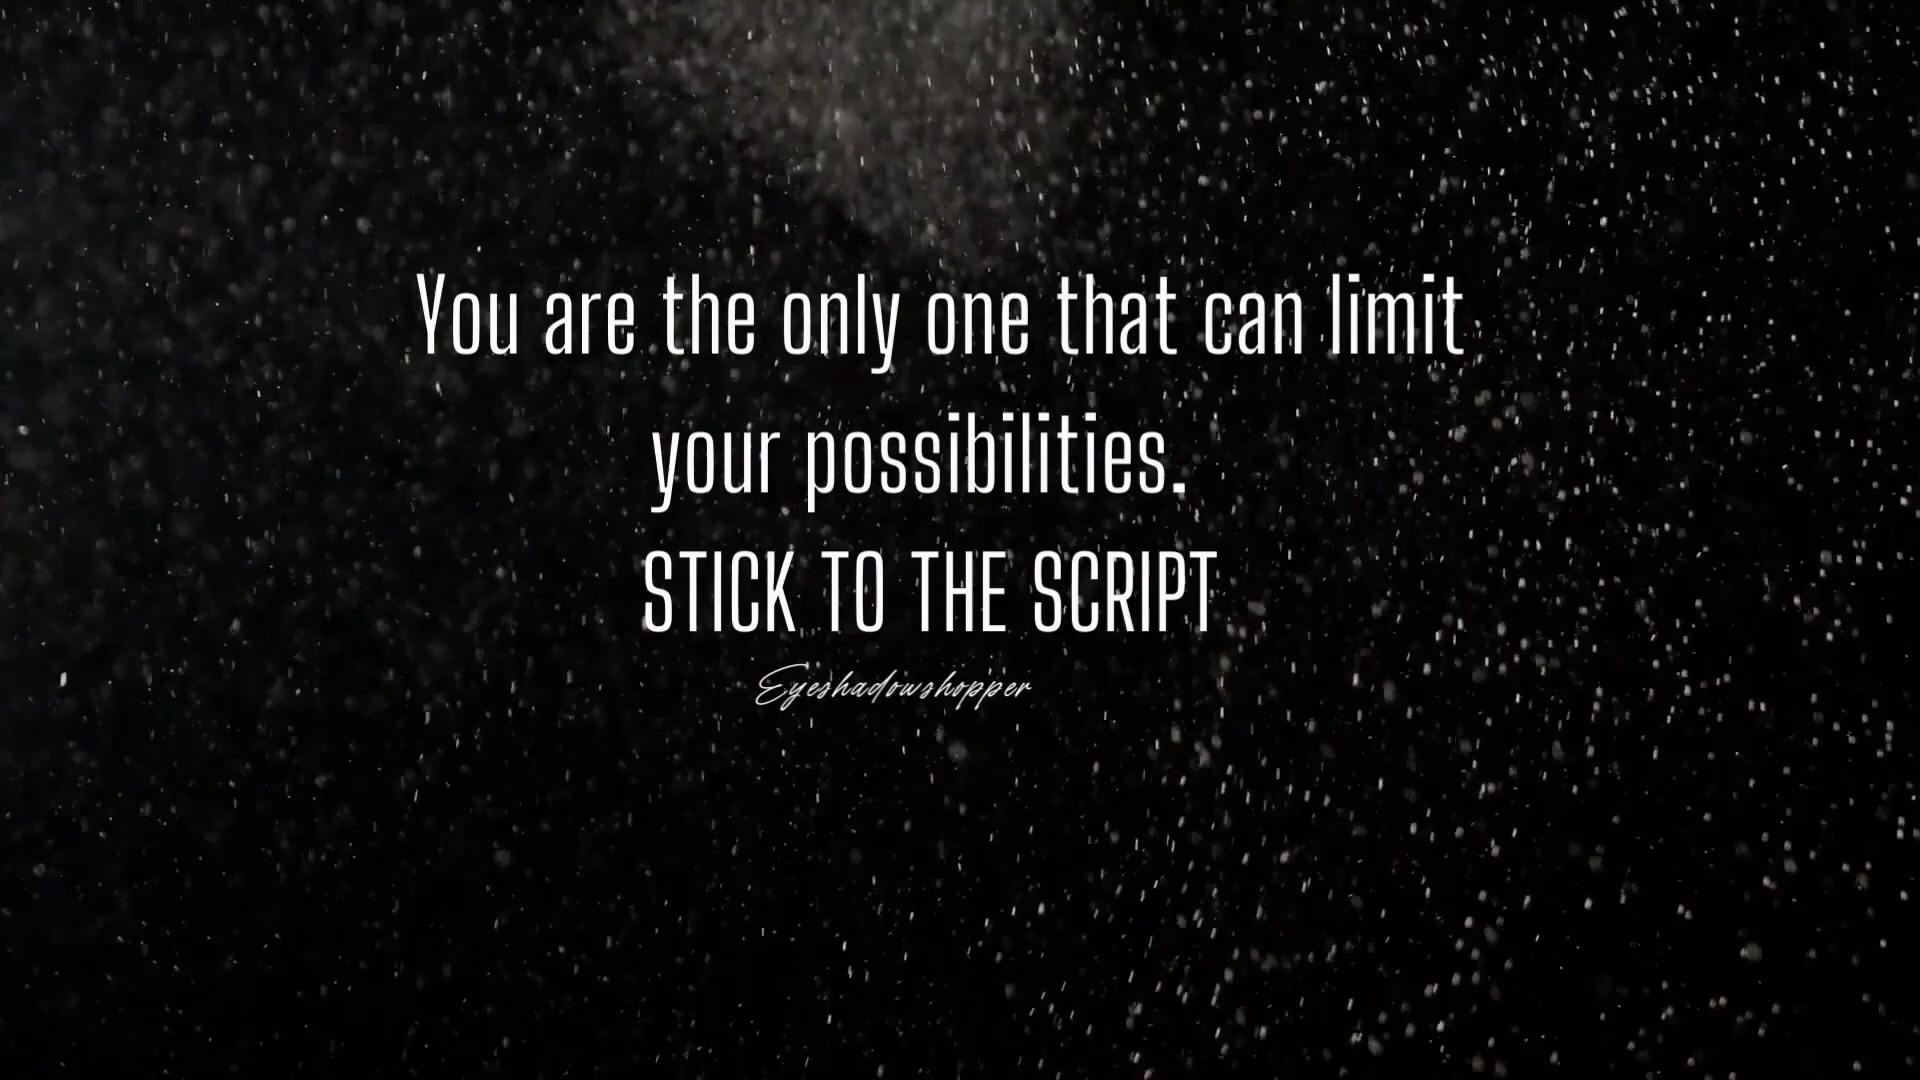 You are the only one that can limit
your possibilities.
STICK TO THE SCRIPT
Eyeshadowshopper